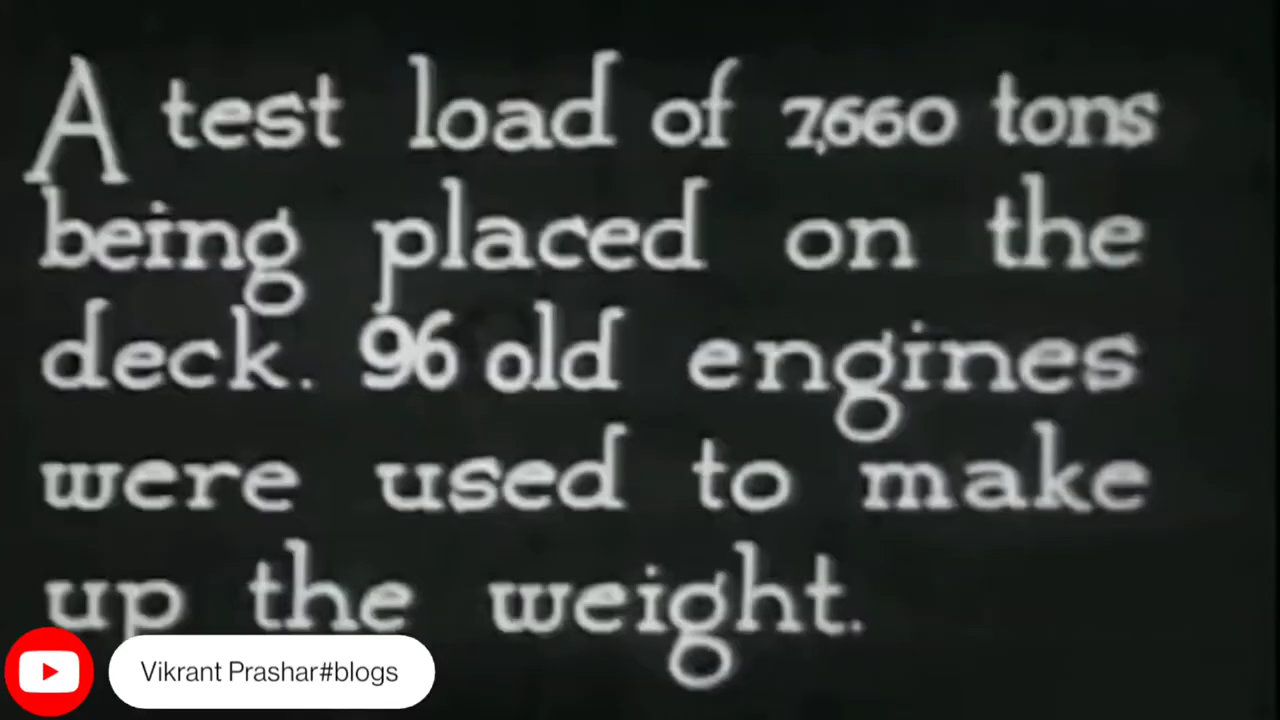 A test load of 7,660 tons
being placed on the
deck. 96 old engines
were used to make
up the weight.
Vikrant Prashar#blogs